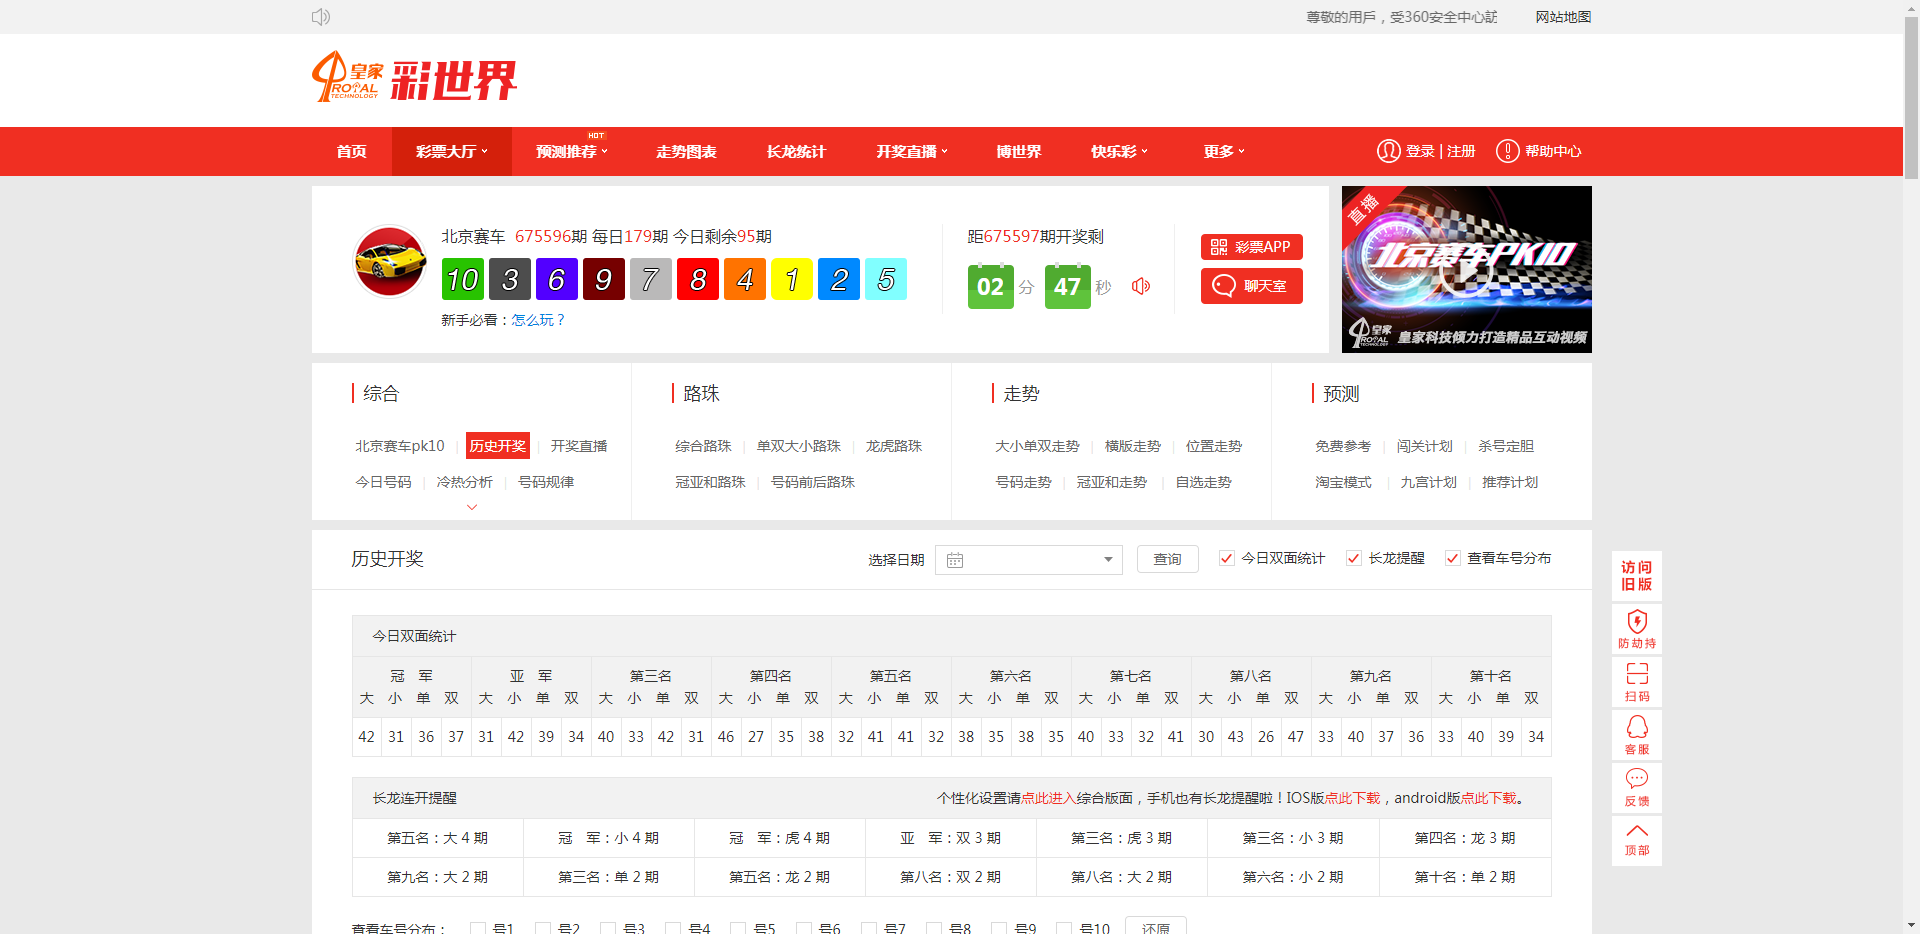 尊敬的用戶，受360安全中心訪
网站地图
皇家
ROYAL
TECHNOLOGY
彩世界
首页 彩票大厅 预测推荐 HOT 走势图表 长龙统计 开奖直播 博世界 快乐彩 更多 登录 | 注册 帮助中心
北京赛车 675596期 每日179期 今日剩余95期
10 3 6 9 7 8 4 1 2 5
新手必看：怎么玩？
距675597期开奖剩
02 分 47 秒
彩票APP
聊天室
直播
北京赛车PK10
皇家
ROYAL
TECHNOLOGY
皇家科技倾力打造精品互动视频
综合
北京赛车pk10 | 历史开奖 | 开奖直播
今日号码 | 冷热分析 | 号码规律
路珠
综合路珠 | 单双大小路珠 | 龙虎路珠
冠亚和路珠 | 号码前后路珠
走势
大小单双走势 | 横版走势 | 位置走势
号码走势 | 冠亚和走势 | 自选走势
预测
免费参考 | 闯关计划 | 杀号定胆
淘宝模式 | 九宫计划 | 推荐计划
历史开奖
选择日期 查询 今日双面统计 长龙提醒 查看车号分布
今日双面统计
冠 军 亚 军 第三名 第四名 第五名 第六名 第七名 第八名 第九名 第十名
大 小 单 双 大 小 单 双 大 小 单 双 大 小 单 双 大 小 单 双 大 小 单 双 大 小 单 双 大 小 单 双 大 小 单 双 大 小 单 双
42 31 36 37 31 42 39 34 40 33 42 31 46 27 35 38 32 41 41 32 38 35 38 35 40 33 32 41 30 43 26 47 33 40 37 36 33 40 39 34
长龙连开提醒
个性化设置请点此进入综合版面，手机也有长龙提醒啦！IOS版点此下载，android版点此下载。
第五名：大 4 期 冠 军：小 4 期 冠 军：虎 4 期 亚 军：双 3 期 第三名：虎 3 期 第三名：小 3 期 第四名：龙 3 期
第九名：大 2 期 第三名：单 2 期 第五名：龙 2 期 第八名：双 2 期 第八名：大 2 期 第六名：小 2 期 第十名：单 2 期
查看车号分布： 号1 号2 号3 号4 号5 号6 号7 号8 号9 号10 还原
访问
旧版
防劫持
扫码
客服
反馈
顶部